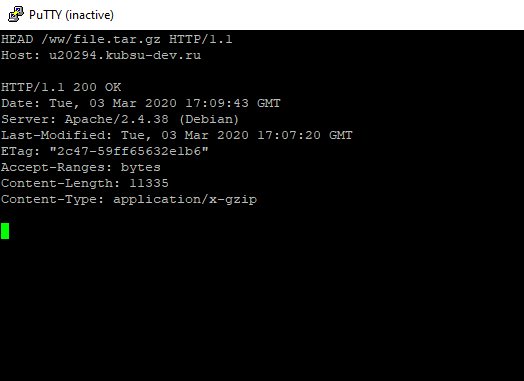 PuTTY (inactive)
HEAD /ww/file.tar.gz HTTP/1.1
Host: u20294.kubsu-dev.ru
HTTP/1.1 200 OK
Date: Tue, 03 Mar 2020 17:09:43 GMT
Server: Apache/2.4.38 (Debian)
Last-Modified: Tue, 03 Mar 2020 17:07:20 GMT
ETag: "2c47-59ff65632e1b6"
Accept-Ranges: bytes
Content-Length: 11335
Content-Type: application/x-gzip